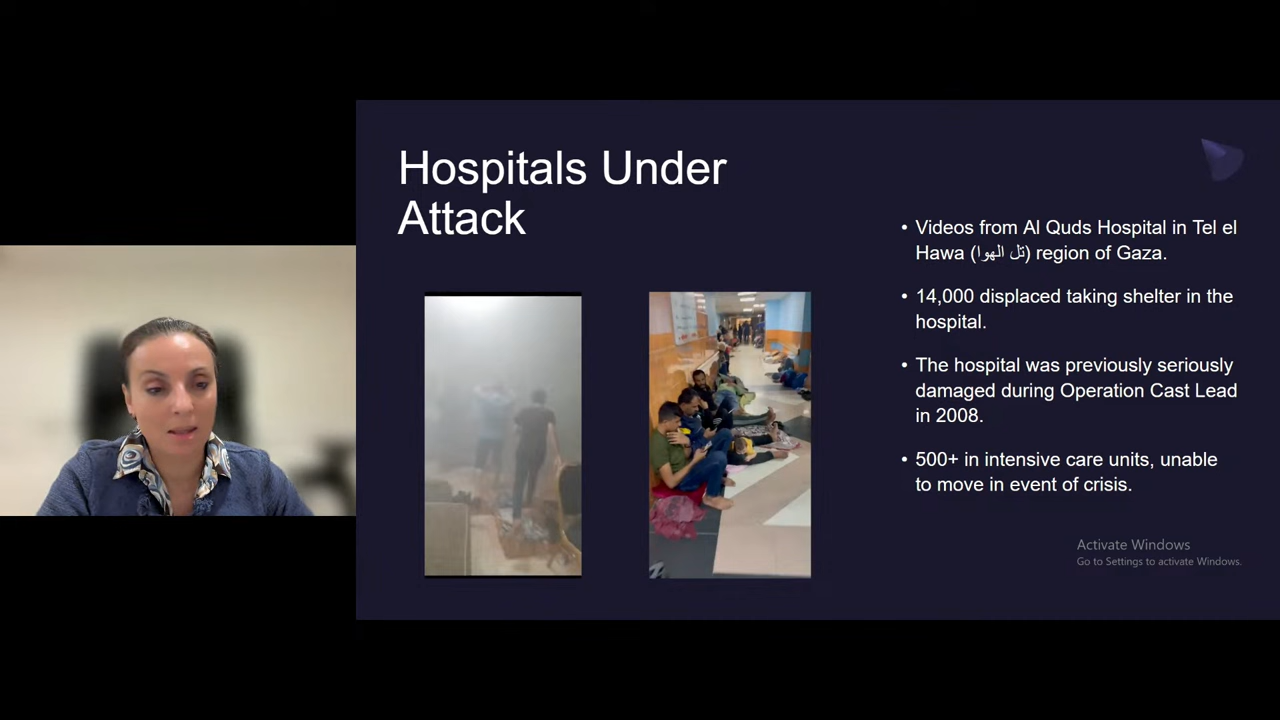 Hospitals Under
Attack
• Videos from Al Quds Hospital in Tel el
Hawa (تل الهوا) region of Gaza.
• 14,000 displaced taking shelter in the
hospital.
• The hospital was previously seriously
damaged during Operation Cast Lead
in 2008.
• 500+ in intensive care units, unable
to move in event of crisis.
Activate Windows
Go to Settings to activate Windows.